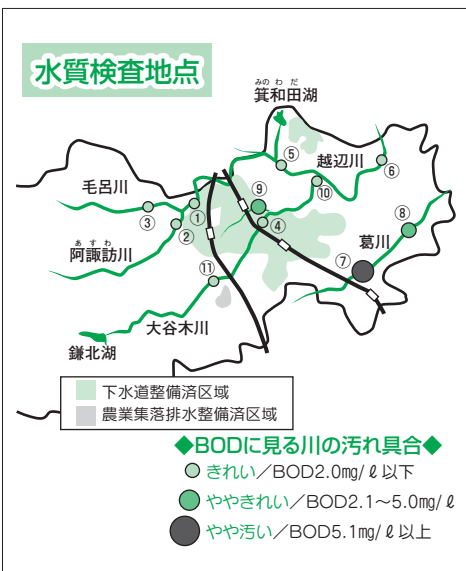 水質検査地点
みのわだ
箕和田湖
越辺川
⑤
⑥
毛呂川
⑨
⑩
①
③
②
④
⑧
あすわ
阿諏訪川
葛川
⑦
⑪
大谷木川
鎌北湖
下水道整備済区域
農業集落排水整備済区域
◆BODに見る川の汚れ具合◆
きれい／BOD2.0mg/ℓ以下
ややきれい／BOD2.1〜5.0mg/ℓ
やや汚い／BOD5.1mg/ℓ以上